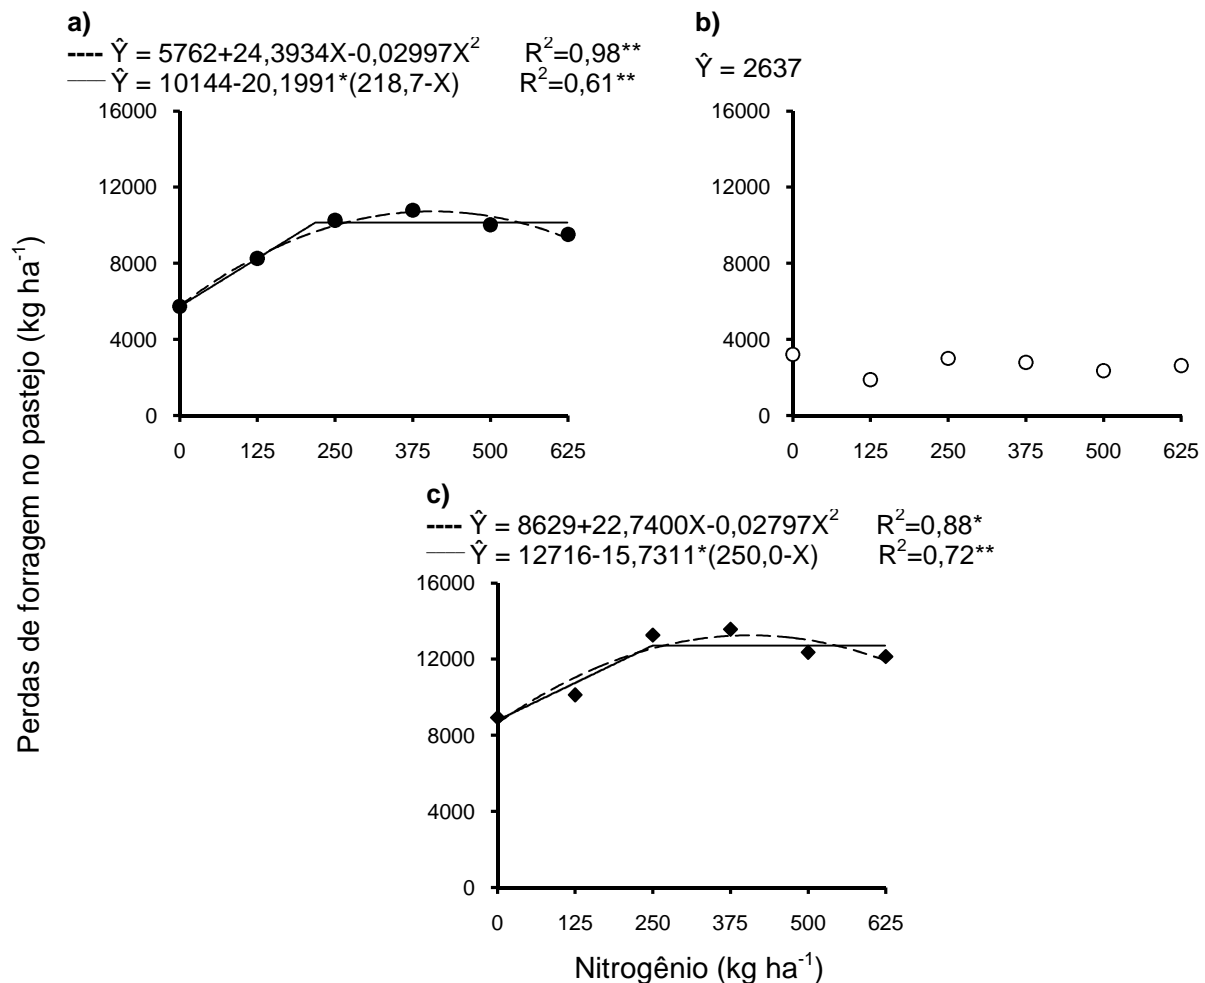 a)
---- Ŷ = 5762+24,3934X-0,02997X² R²=0,98**
___ Ŷ = 10144-20,1991*(218,7-X) R²=0,61**
16000
12000
8000
4000
0
0 125 250 375 500 625
b)
Ŷ = 2637
16000
12000
8000
4000
0
0 125 250 375 500 625
c)
---- Ŷ = 8629+22,7400X-0,02797X² R²=0,88*
___ Ŷ = 12716-15,7311*(250,0-X) R²=0,72**
16000
12000
8000
4000
0
0 125 250 375 500 625
Perdas de forragem no pastejo (kg ha⁻¹)
Nitrogênio (kg ha⁻¹)